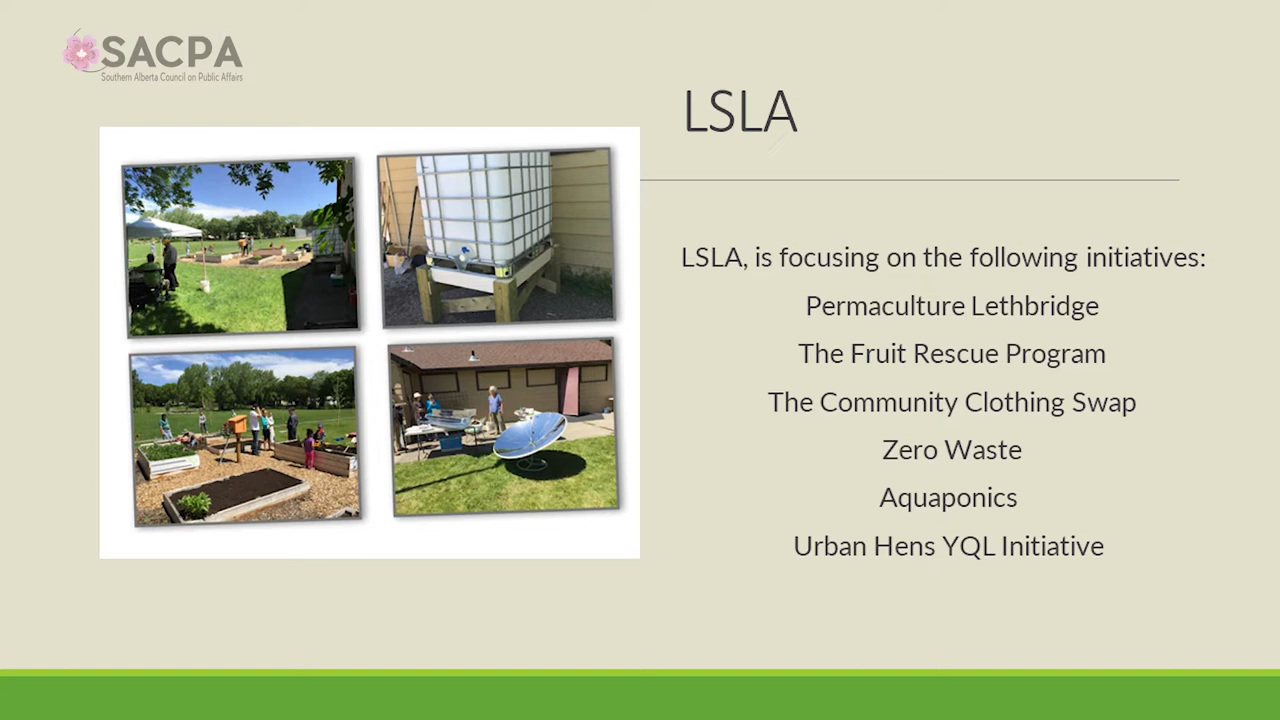 SACPA
Southern Alberta Council on Public Affairs
LSLA
LSLA, is focusing on the following initiatives:
Permaculture Lethbridge
The Fruit Rescue Program
The Community Clothing Swap
Zero Waste
Aquaponics
Urban Hens YQL Initiative